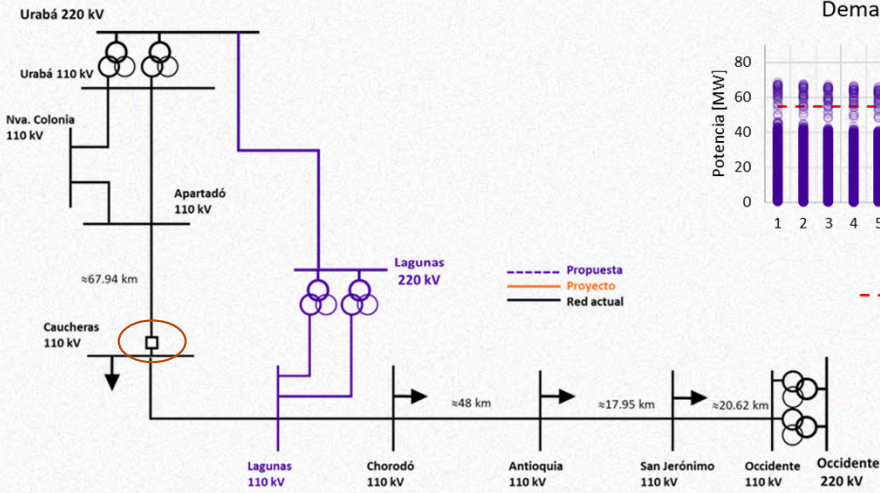 Urabá 220 kV
Urabá 110 kV
Nva. Colonia
110 kV
Apartadó
110 kV
≈67.94 km
Caucheras
110 kV
Lagunas
220 kV
Propuesta
Proyecto
Red actual
≈48 km
≈17.95 km
≈20.62 km
Lagunas
110 kV
Chorodó
110 kV
Antioquia
110 kV
San Jerónimo
110 kV
Occidente
110 kV
Occidente
220 kV
Dema
Potencia [MW]
80
60
40
20
0
1 2 3 4 5